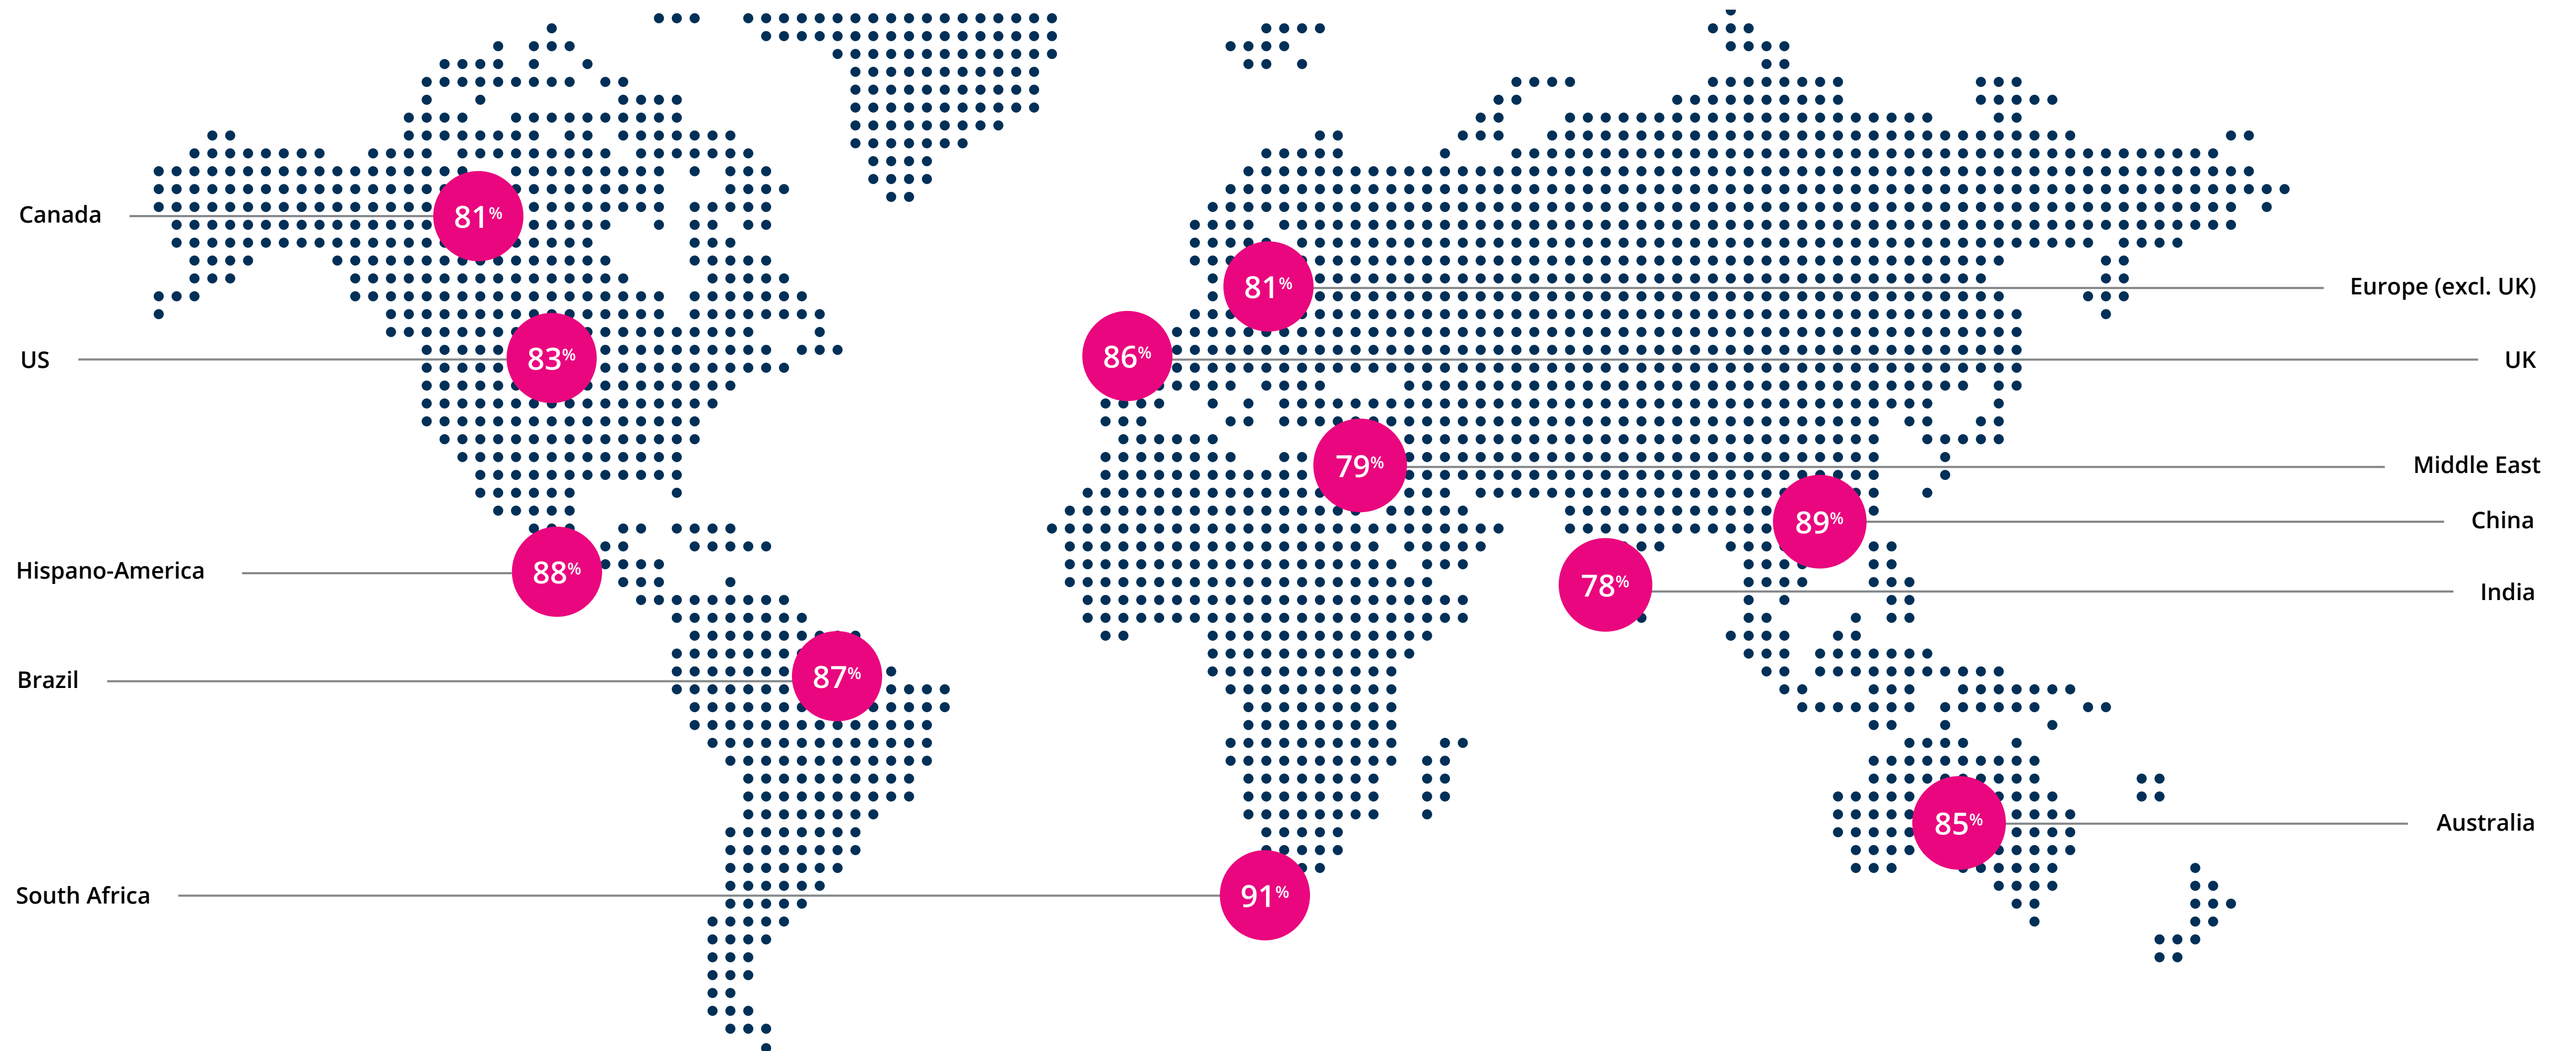 Canada 81%
81% Europe (excl. UK)
US 83%
86% UK
79% Middle East
89% China
Hispano-America 88%
78% India
Brazil 87%
85% Australia
South Africa 91%